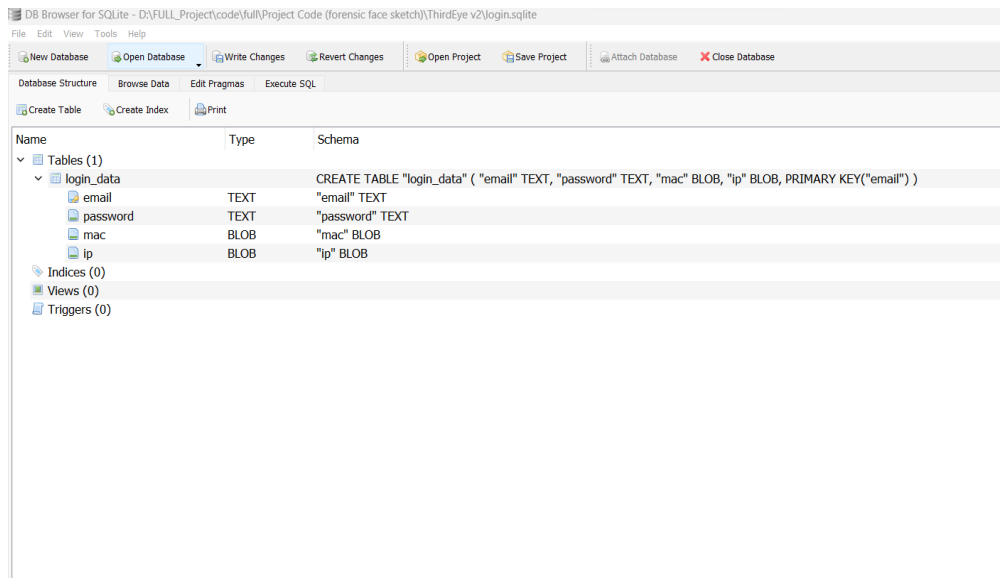 DB Browser for SQLite - D:\FULL_Project\code\full\Project Code (forensic face sketch)\ThirdEye v2\login.sqlite
File Edit View Tools Help
New Database Open Database Write Changes Revert Changes Open Project Save Project Attach Database Close Database
Database Structure Browse Data Edit Pragmas Execute SQL
Create Table Create Index Print
Name Type Schema
Tables (1)
login_data CREATE TABLE "login_data" ( "email" TEXT, "password" TEXT, "mac" BLOB, "ip" BLOB, PRIMARY KEY("email") )
email TEXT "email" TEXT
password TEXT "password" TEXT
mac BLOB "mac" BLOB
ip BLOB "ip" BLOB
Indices (0)
Views (0)
Triggers (0)